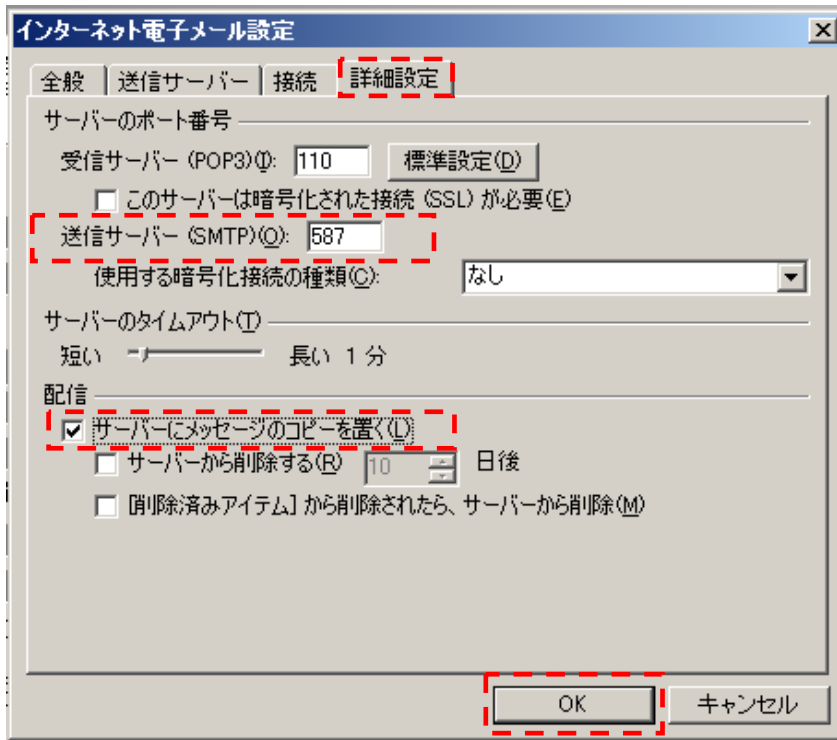 インターネット電子メール設定
全般 送信サーバー 接続 詳細設定
サーバーのポート番号
受信サーバー (POP3)(I): 110 標準設定(D)
このサーバーは暗号化された接続 (SSL) が必要(E)
送信サーバー (SMTP)(O): 587
使用する暗号化接続の種類(C): なし
サーバーのタイムアウト(T)
短い 長い 1 分
配信
サーバーにメッセージのコピーを置く(L)
サーバーから削除する(R) 10 日後
[削除済みアイテム] から削除されたら、サーバーから削除(M)
OK キャンセル